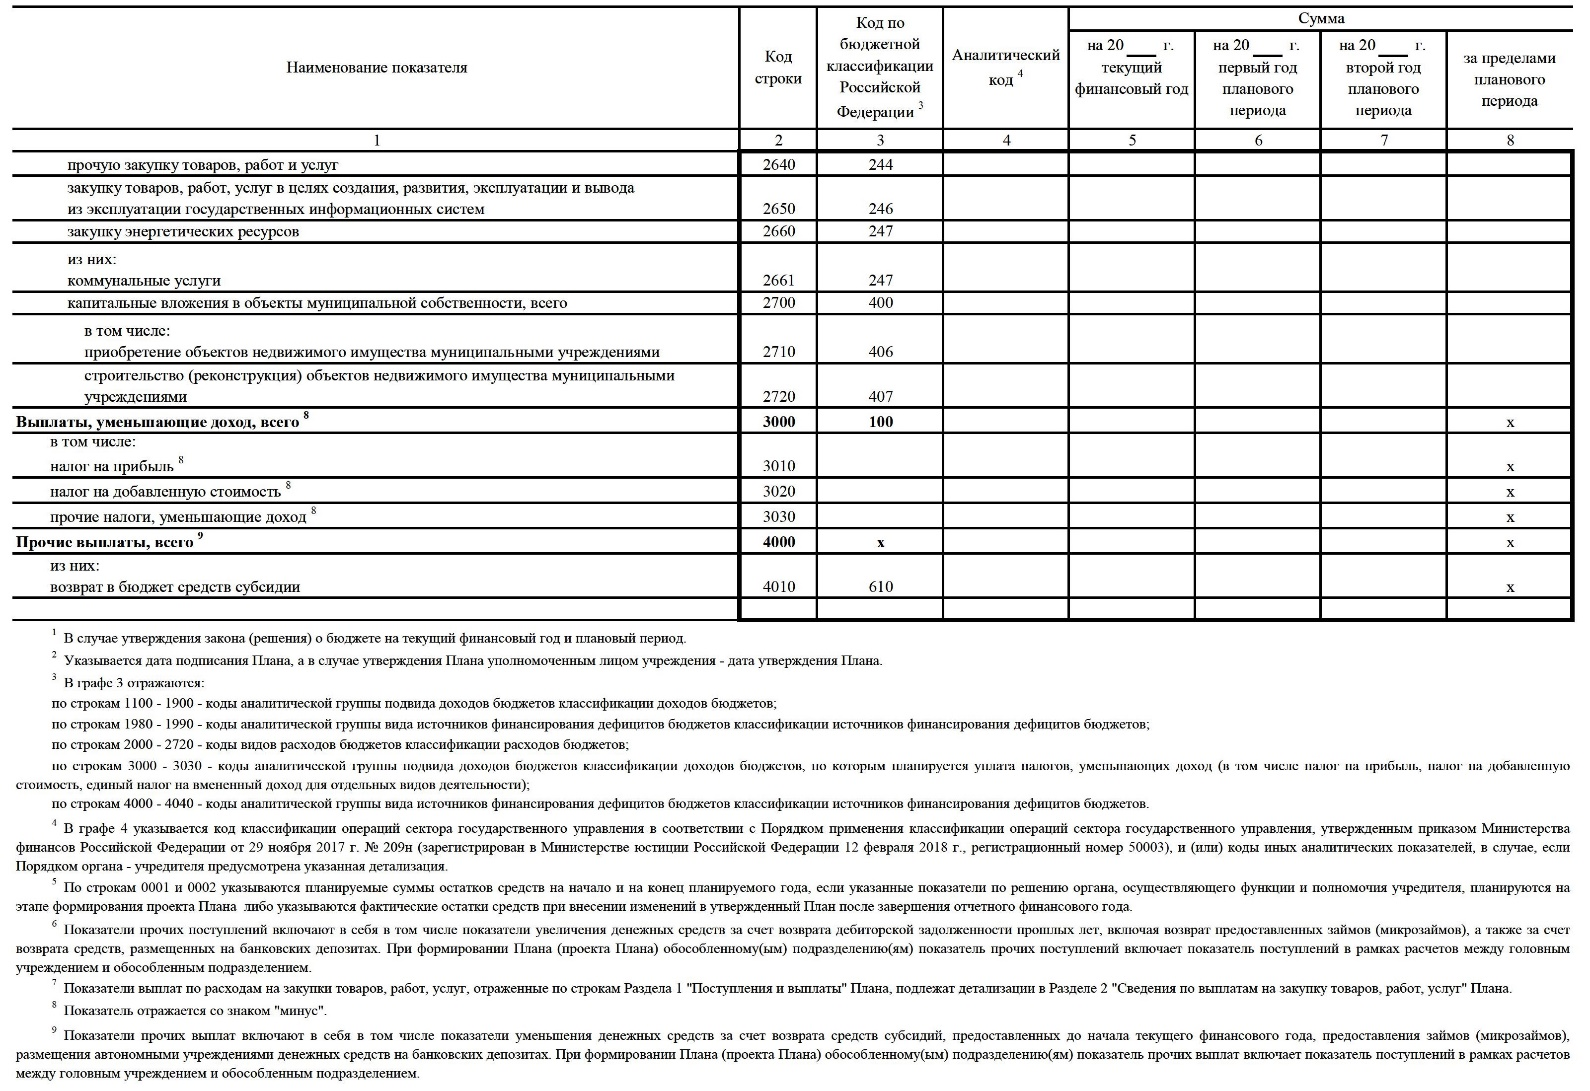 Наименование показателя
Код
строки
Код по
бюджетной
классификации
Российской
Федерации 3
Аналитический
код 4
Сумма
на 20 ___ г.
текущий
финансовый год
на 20 ___ г.
первый год
планового
периода
на 20 ___ г.
второй год
планового
периода
за пределами
планового
периода
1 2 3 4 5 6 7 8
прочую закупку товаров, работ и услуг 2640 244
закупку товаров, работ, услуг в целях создания, развития, эксплуатации и вывода
из эксплуатации государственных информационных систем 2650 246
закупку энергетических ресурсов 2660 247
из них:
коммунальные услуги 2661 247
капитальные вложения в объекты муниципальной собственности, всего 2700 400
в том числе:
приобретение объектов недвижимого имущества муниципальными учреждениями 2710 406
строительство (реконструкция) объектов недвижимого имущества муниципальными
учреждениями 2720 407
Выплаты, уменьшающие доход, всего 8 3000 100 x
в том числе:
налог на прибыль 8 3010 x
налог на добавленную стоимость 8 3020 x
прочие налоги, уменьшающие доход 8 3030 x
Прочие выплаты, всего 9 4000 x x
из них:
возврат в бюджет средств субсидии 4010 610 x
1 В случае утверждения закона (решения) о бюджете на текущий финансовый год и плановый период.
2 Указывается дата подписания Плана, а в случае утверждения Плана уполномоченным лицом учреждения - дата утверждения Плана.
3 В графе 3 отражаются:
по строкам 1100 - 1900 - коды аналитической группы подвида доходов бюджетов классификации доходов бюджетов;
по строкам 1980 - 1990 - коды аналитической группы вида источников финансирования дефицитов бюджетов классификации источников финансирования дефицитов бюджетов;
по строкам 2000 - 2720 - коды видов расходов бюджетов классификации расходов бюджетов;
по строкам 3000 - 3030 - коды аналитической группы подвида доходов бюджетов классификации доходов бюджетов, по которым планируется уплата налогов, уменьшающих доход (в том числе налог на прибыль, налог на добавленную
стоимость, единый налог на вмененный доход для отдельных видов деятельности);
по строкам 4000 - 4040 - коды аналитической группы вида источников финансирования дефицитов бюджетов классификации источников финансирования дефицитов бюджетов.
4 В графе 4 указывается код классификации операций сектора государственного управления в соответствии с Порядком применения классификации операций сектора государственного управления, утвержденным приказом Министерства
финансов Российской Федерации от 29 ноября 2017 г. № 209н (зарегистрирован в Министерстве юстиции Российской Федерации 12 февраля 2018 г., регистрационный номер 50003), и (или) коды иных аналитических показателей, в случае, если
Порядком органа - учредителя предусмотрена указанная детализация.
5 По строкам 0001 и 0002 указываются планируемые суммы остатков средств на начало и на конец планируемого года, если указанные показатели по решению органа, осуществляющего функции и полномочия учредителя, планируются на
этапе формирования проекта Плана либо указываются фактические остатки средств при внесении изменений в утвержденный План после завершения отчетного финансового года.
6 Показатели прочих поступлений включают в себя в том числе показатели увеличения денежных средств за счет возврата дебиторской задолженности прошлых лет, включая возврат предоставленных займов (микрозаймов), а также за счет
возврата средств, размещенных на банковских депозитах. При формировании Плана (проекта Плана) обособленному(ым) подразделению(ям) показатель прочих поступлений включает показатель поступлений в рамках расчетов между головным
учреждением и обособленным подразделением.
7 Показатели выплат по расходам на закупки товаров, работ, услуг, отраженные по строкам Раздела 1 "Поступления и выплаты" Плана, подлежат детализации в Разделе 2 "Сведения по выплатам на закупку товаров, работ, услуг" Плана.
8 Показатель отражается со знаком "минус".
9 Показатели прочих выплат включают в себя в том числе показатели уменьшения денежных средств за счет возврата средств субсидий, предоставленных до начала текущего финансового года, предоставления займов (микрозаймов),
размещения автономными учреждениями денежных средств на банковских депозитах. При формировании Плана (проекта Плана) обособленному(ым) подразделению(ям) показатель прочих выплат включает показатель поступлений в рамках расчетов
между головным учреждением и обособленным подразделением.